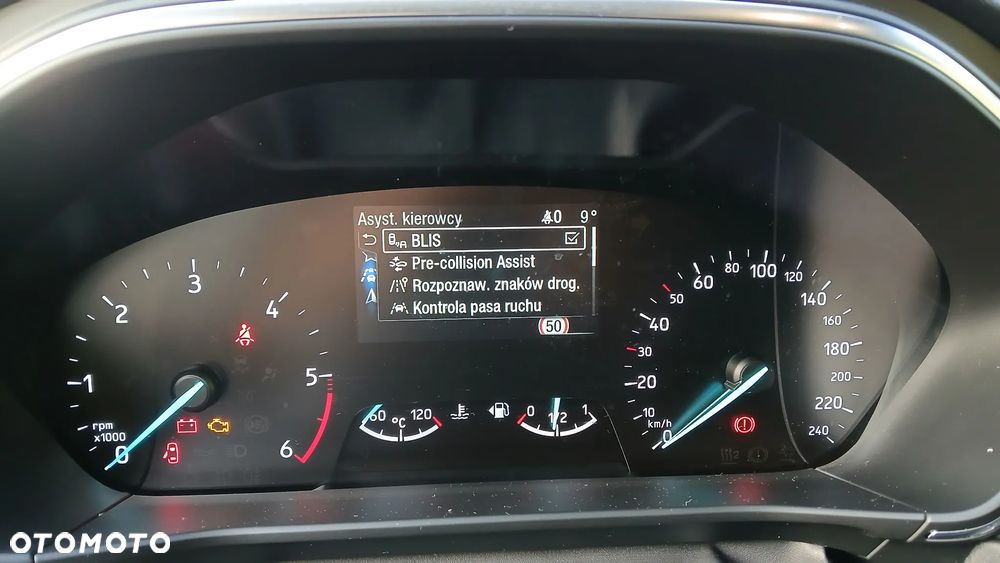 Asyst. kierowcy 0 9°
BLIS
Pre-collision Assist
Rozpoznaw. znaków drog.
Kontrola pasa ruchu
50
0 1 2 3 4 5 6
rpm
x1000
60 °C 120
0 1/2 1
0 10 20 30 40 50 60 80 100 120 140 160 180 200 220 240
km/h
2
OTOMOTO